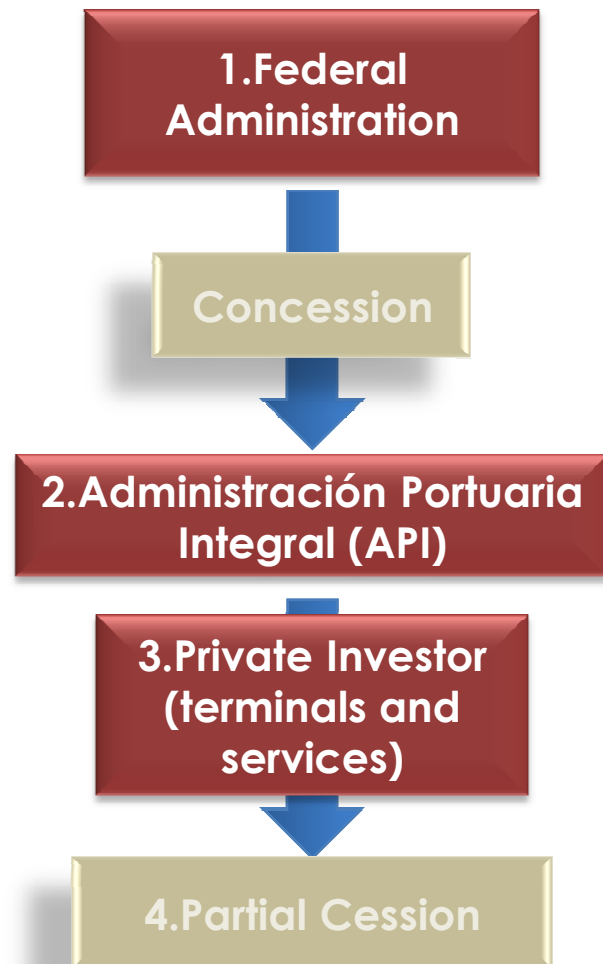 1.Federal
Administration
Concession
2.Administración Portuaria
Integral (API)
3.Private Investor
(terminals and
services)
4.Partial Cession